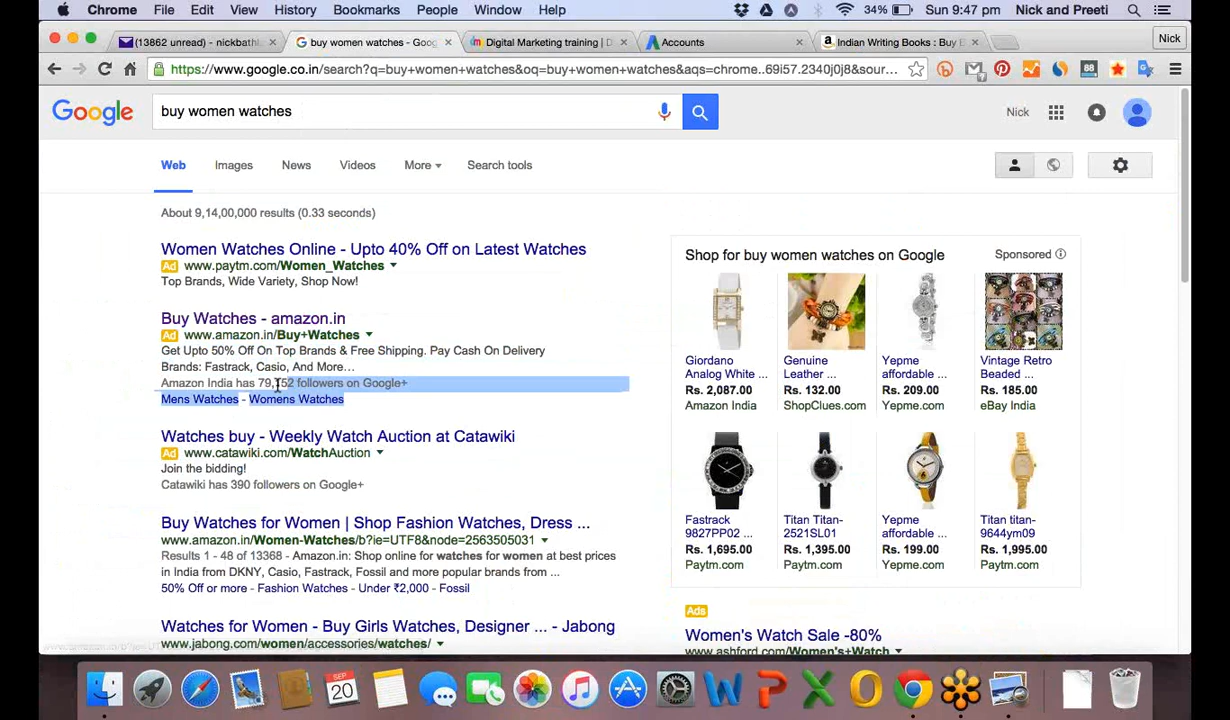 Chrome File Edit View History Bookmarks People Window Help 34% Sun 9:47 pm Nick and Preeti
(13862 unread) - nickbathl
buy women watches - Goog
Digital Marketing training | D
Accounts
Indian Writing Books : Buy E
Nick
https://www.google.co.in/search?q=buy+women+watches&oq=buy+women+watches&aqs=chrome..69i57.2340j0j8&sour...
88
Google
buy women watches
Nick
Web Images News Videos More Search tools
About 9,14,00,000 results (0.33 seconds)
Women Watches Online - Upto 40% Off on Latest Watches
Ad www.paytm.com/Women_Watches
Top Brands, Wide Variety, Shop Now!
Buy Watches - amazon.in
Ad www.amazon.in/Buy+Watches
Get Upto 50% Off On Top Brands & Free Shipping. Pay Cash On Delivery
Brands: Fastrack, Casio, And More...
Amazon India has followers on Google+
Mens Watches - Womens Watches
Watches buy - Weekly Watch Auction at Catawiki
Ad www.catawiki.com/WatchAuction
Join the bidding!
Catawiki has 390 followers on Google+
Buy Watches for Women | Shop Fashion Watches, Dress ...
www.amazon.in/Women-Watches/b?ie=UTF8&node=2563505031
Results 1 - 48 of 13368 - Amazon.in: Shop online for watches for women at best prices
in India from DKNY, Casio, Fastrack, Fossil and more popular brands from ...
50% Off or more - Fashion Watches - Under ₹2,000 - Fossil
Watches for Women - Buy Girls Watches, Designer ... - Jabong
www.jabong.com/women/accessories/watches/
Shop for buy women watches on Google
Sponsored
Giordano
Analog White ...
Rs. 2,087.00
Amazon India
Genuine
Leather ...
Rs. 132.00
ShopClues.com
Yepme
affordable ...
Rs. 209.00
Yepme.com
Vintage Retro
Beaded ...
Rs. 185.00
eBay India
Fastrack
9827PP02 ...
Rs. 1,695.00
Paytm.com
Titan Titan-
2521SL01
Rs. 1,395.00
Paytm.com
Yepme
affordable ...
Rs. 199.00
Yepme.com
Titan titan-
9644ym09
Rs. 1,995.00
Paytm.com
Ads
Women's Watch Sale -80%
www.ashford.com/Women's+Watch
SEP
20